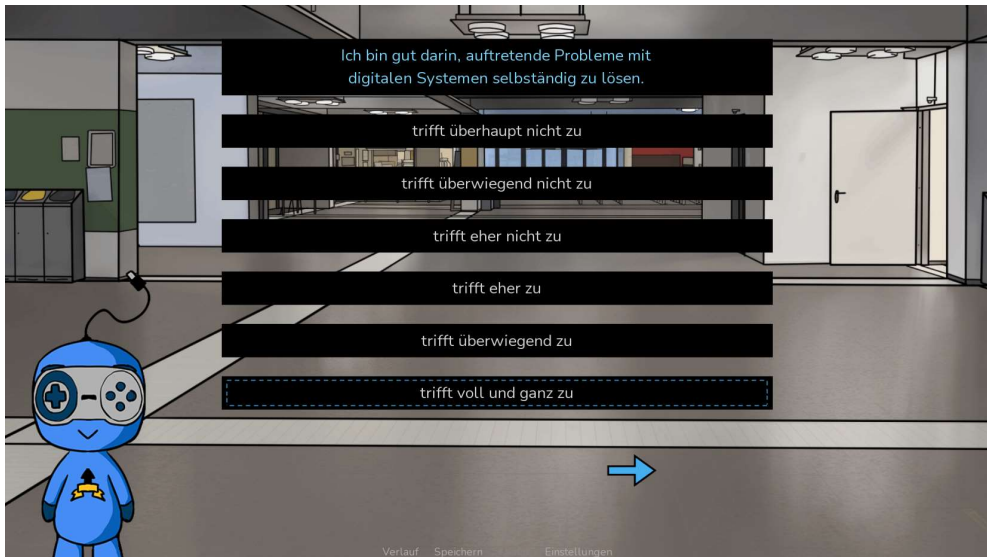 Ich bin gut darin, auftretende Probleme mit
digitalen Systemen selbständig zu lösen.
trifft überhaupt nicht zu
trifft überwiegend nicht zu
trifft eher nicht zu
trifft eher zu
trifft überwiegend zu
trifft voll und ganz zu
Verlauf Speichern Einstellungen